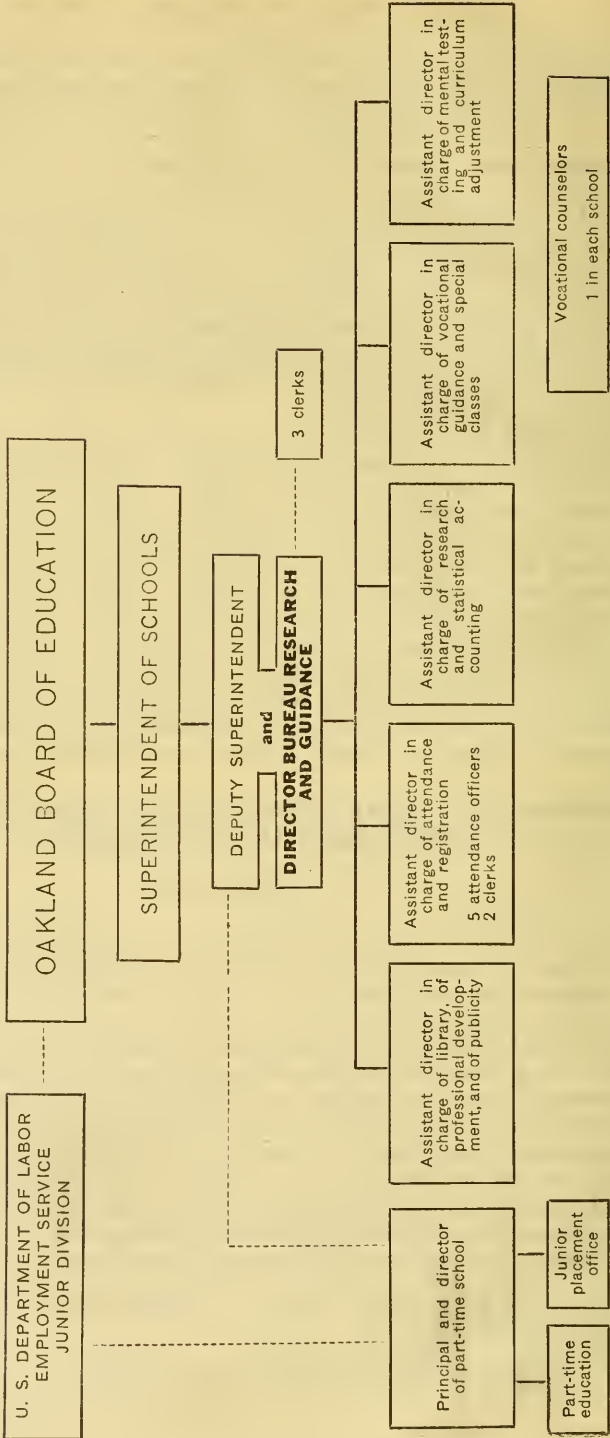 U. S. DEPARTMENT OF LABOR
EMPLOYMENT SERVICE
JUNIOR DIVISION
OAKLAND BOARD OF EDUCATION
SUPERINTENDENT OF SCHOOLS
DEPUTY SUPERINTENDENT
and
DIRECTOR BUREAU RESEARCH
AND GUIDANCE
3 clerks
Principal and director
of part-time school
Part-time
education
Junior
placement
office
Assistant director in
charge of library, of
professional develop-
ment, and of publicity
Assistant director in
charge of attendance
and registration
5 attendance officers
2 clerks
Assistant director in
charge of research
and statistical ac-
counting
Assistant director in
charge of vocational
guidance and special
classes
Assistant director in
charge of mental test-
ing and curriculum
adjustment
Vocational counselors
1 in each school